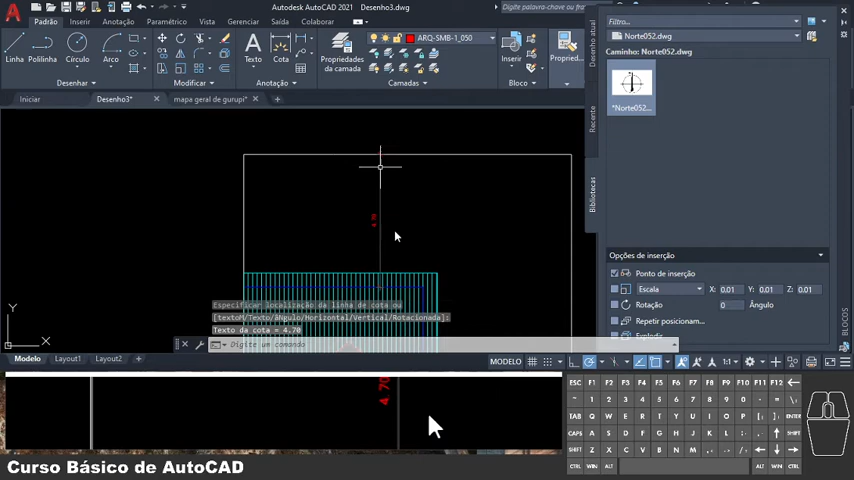 Autodesk AutoCAD 2021 Desenho3.dwg
Digite palavra-chave ou fra
Padrão Inserir Anotação Paramétrico Vista Gerenciar Saída Colaborar
Linha Polilinha Círculo Arco
Texto Cota
Propriedades da camada
ARQ-SMB-1_050
Inserir
Propried...
Desenhar Modificar Anotação Camadas Bloco
Iniciar
Desenho3*
mapa geral de gurupi*
Desenho atual
Recente
Bibliotecas
BLOCOS
Filtro...
Norte052.dwg
Caminho: Norte052.dwg
*Norte052...
4.70
Especificar localização da linha de cota ou
[textoM/Texto/âNgulo/Horizontal/Vertical/Rotacionada]:
Texto da cota = 4.70
Digite um comando
Y
X
Opções de inserção
Ponto de inserção
Escala X: 0.01 Y: 0.01 Z: 0.01
Rotação 0 Ângulo
Repetir posicionam...
Explodir
Modelo Layout1 Layout2
MODELO
1:1
4 70
ESC F1 F2 F3 F4 F5 F6 F7 F8 F9 F10 F11 F12
~ 1 2 3 4 5 6 7 8 9 0 - =
TAB Q W E R T Y U I O P
ENTER
CAPS A S D F G H J K L
SHIFT Z X C V B N M
SHIFT
CTRL WIN ALT
ALT WIN CTRL
Curso Básico de AutoCAD